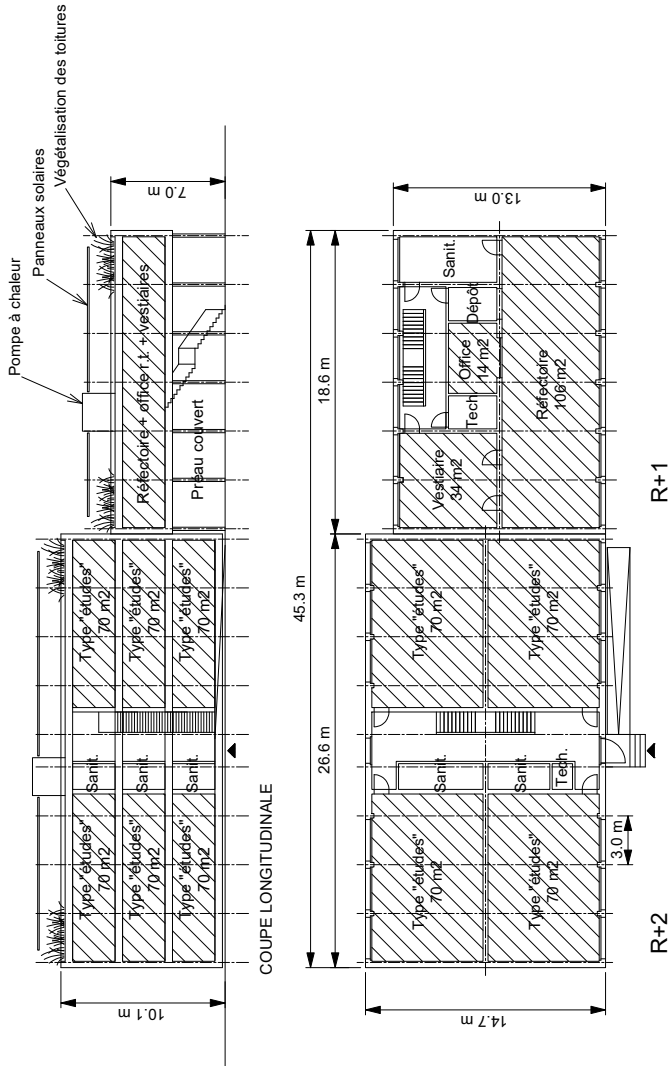 Pompe à chaleur
Panneaux solaires
Végétalisation des toitures
10.1 m
Type "études"
70 m2
Type "études"
70 m2
Type "études"
70 m2
Sanit.
Sanit.
Sanit.
Type "études"
70 m2
Type "études"
70 m2
Type "études"
70 m2
Réfectoire + office r.t. + vestiaires
Préau couvert
7.0 m
COUPE LONGITUDINALE
45.3 m
26.6 m
18.6 m
14.7 m
Type "études"
70 m2
Type "études"
70 m2
Sanit.
Sanit.
Tech.
Type "études"
70 m2
Type "études"
70 m2
Vestiaire
34 m2
Tech.
Office
14 m2
Dépôt
Sanit.
Réfectoire
106 m2
13.0 m
3.0 m
R+2
R+1